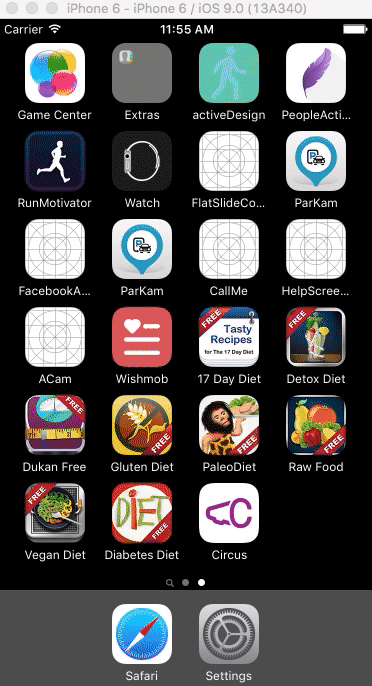 iPhone 6 - iPhone 6 / iOS 9.0 (13A340)
Carrier 11:55 AM
Game Center Extras activeDesign PeopleActi...
RunMotivator Watch FlatSlideCo... ParKam
FacebookA... ParKam CallMe HelpScree...
FREE Tasty
Recipes
for The 17 Day Diet
FREE
ACam Wishmob 17 Day Diet Detox Diet
FREE FREE FREE FREE
Dukan Free Gluten Diet PaleoDiet Raw Food
FREE DIET FREE
Vegan Diet Diabetes Diet Circus
Safari Settings